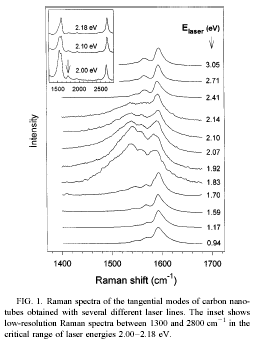 E laser (eV)
2.18 eV
2.10 eV
2.00 eV
1500 2000 2500
3.05
2.71
2.41
2.14
2.10
2.07
1.92
1.83
1.70
1.59
1.17
0.94
Intensity
1400 1500 1600 1700
Raman shift (cm-1)
FIG. 1. Raman spectra of the tangential modes of carbon nano-
tubes obtained with several different laser lines. The inset shows
low-resolution Raman spectra between 1300 and 2800 cm−1 in the
critical range of laser energies 2.00–2.18 eV.